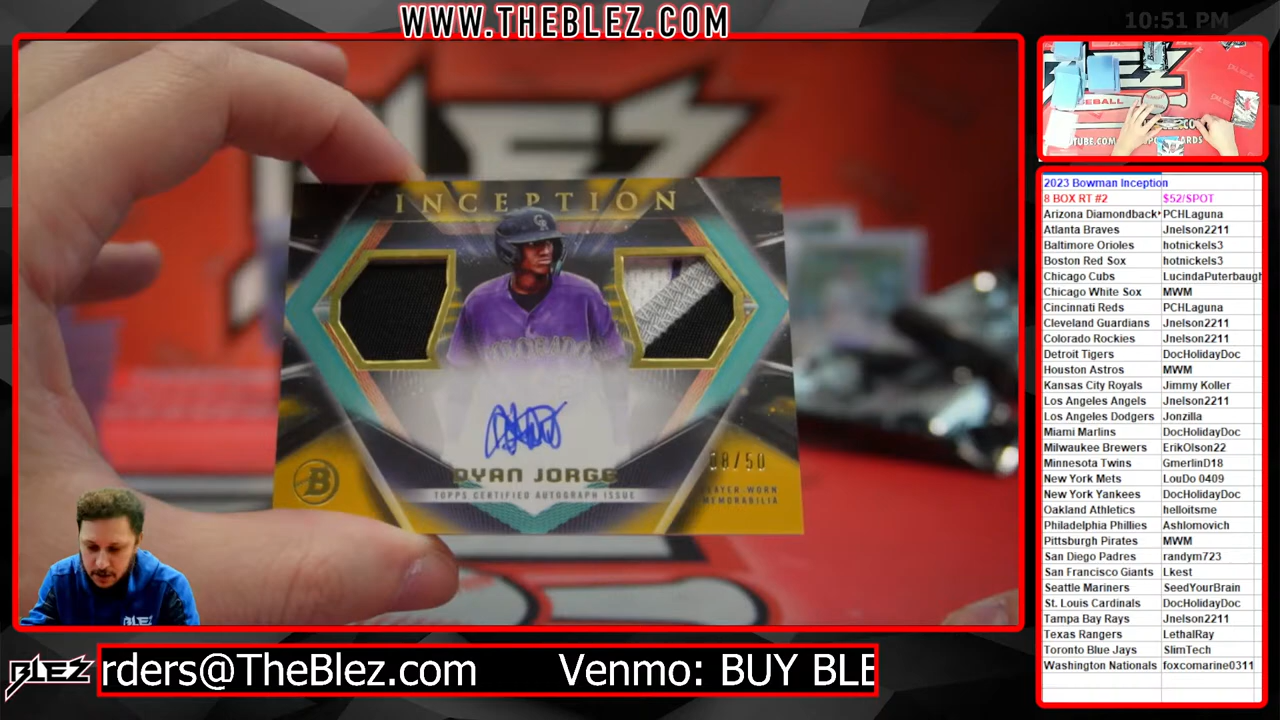 WWW.THEBLEZ.COM
10:51 PM
INCEPTION
CR
DYAN JORGE
TOPPS CERTIFIED AUTOGRAPH ISSUE
38/50
PLAYER WORN
MEMORABILIA
B
BLEZ
BLEZ
rders@TheBlez.com Venmo: BUY BLE
BASEBALL
2023 Bowman Inception
8 BOX RT #2 $52/SPOT
Arizona Diamondback PCHLaguna
Atlanta Braves Jnelson2211
Baltimore Orioles hotnickels3
Boston Red Sox hotnickels3
Chicago Cubs LucindaPuterbaugh
Chicago White Sox MWM
Cincinnati Reds PCHLaguna
Cleveland Guardians Jnelson2211
Colorado Rockies Jnelson2211
Detroit Tigers DocHolidayDoc
Houston Astros MWM
Kansas City Royals Jimmy Koller
Los Angeles Angels Jnelson2211
Los Angeles Dodgers Jonzilla
Miami Marlins DocHolidayDoc
Milwaukee Brewers ErikOlson22
Minnesota Twins GmerlinD18
New York Mets LouDo 0409
New York Yankees DocHolidayDoc
Oakland Athletics helloitsme
Philadelphia Phillies Ashlomovich
Pittsburgh Pirates MWM
San Diego Padres randym723
San Francisco Giants Lkest
Seattle Mariners SeedYourBrain
St. Louis Cardinals DocHolidayDoc
Tampa Bay Rays Jnelson2211
Texas Rangers LethalRay
Toronto Blue Jays SlimTech
Washington Nationals foxcomarine0311